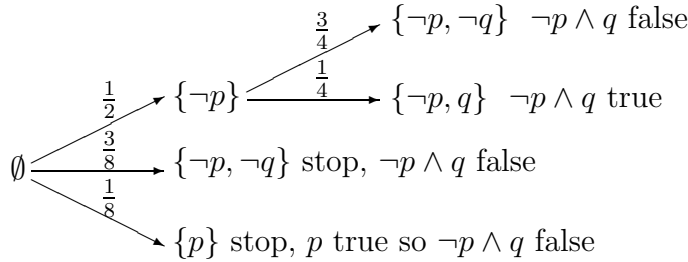 3/4 {¬p, ¬q} ¬p ∧ q false
1/2 {¬p} 1/4 {¬p, q} ¬p ∧ q true
∅ 3/8 {¬p, ¬q} stop, ¬p ∧ q false
1/8 {p} stop, p true so ¬p ∧ q false